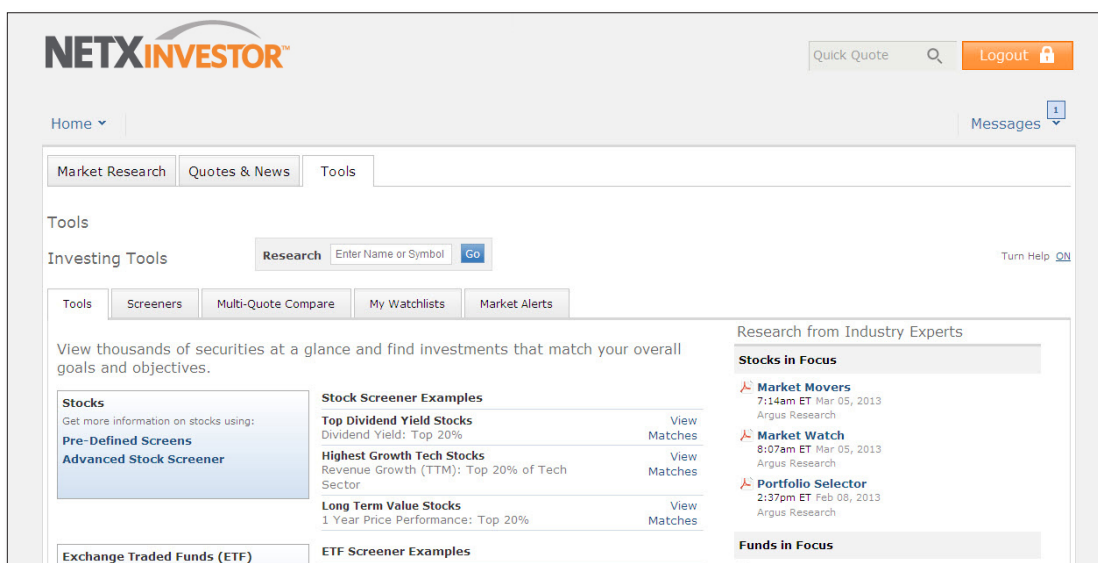 NETXINVESTOR™
Quick Quote
Logout
Home
Messages
1
Market Research
Quotes & News
Tools
Tools
Investing Tools
Research
Enter Name or Symbol
Go
Turn Help ON
Tools
Screeners
Multi-Quote Compare
My Watchlists
Market Alerts
View thousands of securities at a glance and find investments that match your overall
goals and objectives.
Stocks
Get more information on stocks using:
Pre-Defined Screens
Advanced Stock Screener
Stock Screener Examples
Top Dividend Yield Stocks
Dividend Yield: Top 20%
View
Matches
Highest Growth Tech Stocks
Revenue Growth (TTM): Top 20% of Tech
Sector
View
Matches
Long Term Value Stocks
1 Year Price Performance: Top 20%
View
Matches
Exchange Traded Funds (ETF)
ETF Screener Examples
Research from Industry Experts
Stocks in Focus
Market Movers
7:14am ET Mar 05, 2013
Argus Research
Market Watch
8:07am ET Mar 05, 2013
Argus Research
Portfolio Selector
2:37pm ET Feb 08, 2013
Argus Research
Funds in Focus